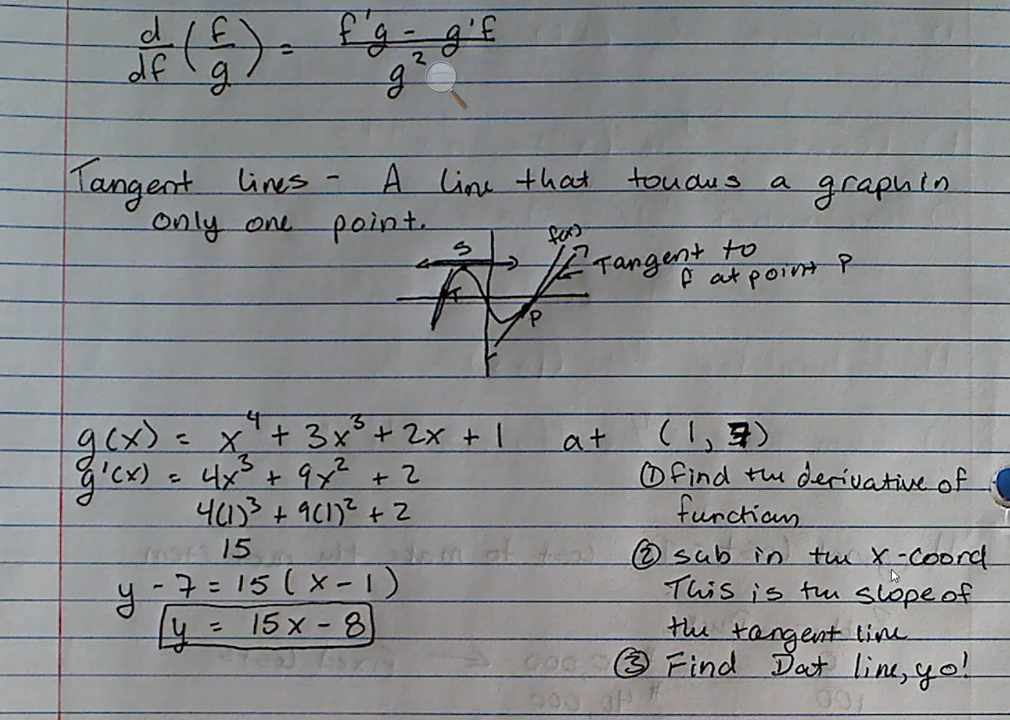 d/df (f/g) = f'g - g'f / g²
Tangent lines - A line that touches a graph in
only one point.
S
f(x)
Tangent to
f at point P
P
g(x) = x⁴ + 3x³ + 2x + 1 at (1, 7)
g'(x) = 4x³ + 9x² + 2
① Find the derivative of
4(1)³ + 9(1)² + 2
function
15
② sub in the x-coord
y - 7 = 15(x - 1)
This is the slope of
y = 15x - 8
the tangent line
③ Find Dat line, yo!